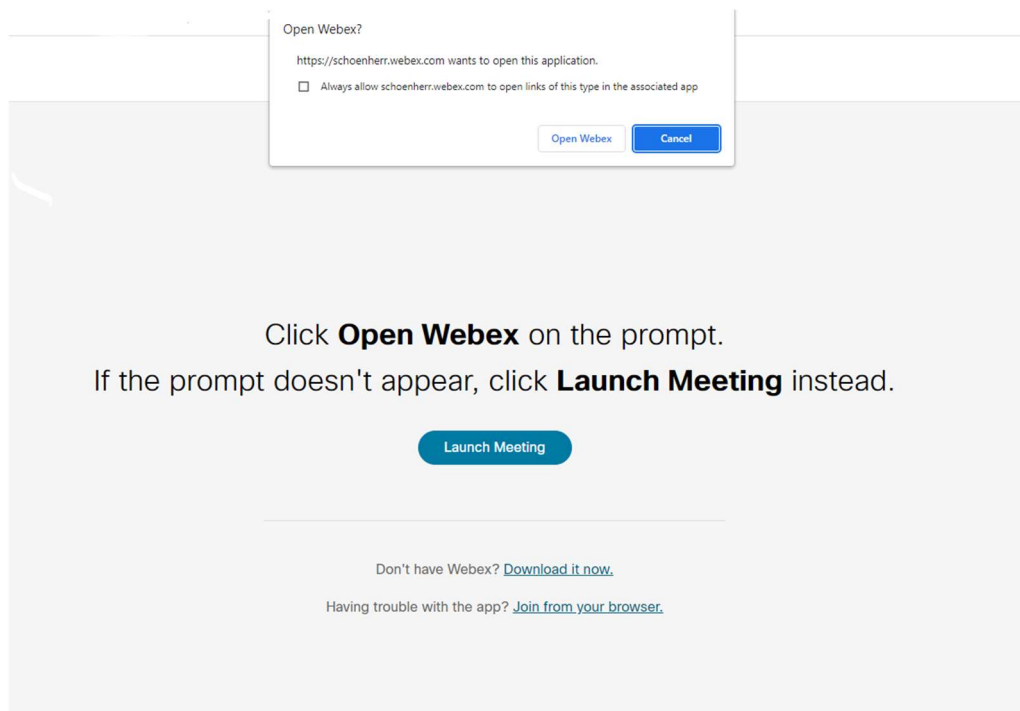 Open Webex?
https://schoenherr.webex.com wants to open this application.
Always allow schoenherr.webex.com to open links of this type in the associated app
Open Webex
Cancel
Click Open Webex on the prompt.
If the prompt doesn't appear, click Launch Meeting instead.
Launch Meeting
Don't have Webex? Download it now.
Having trouble with the app? Join from your browser.